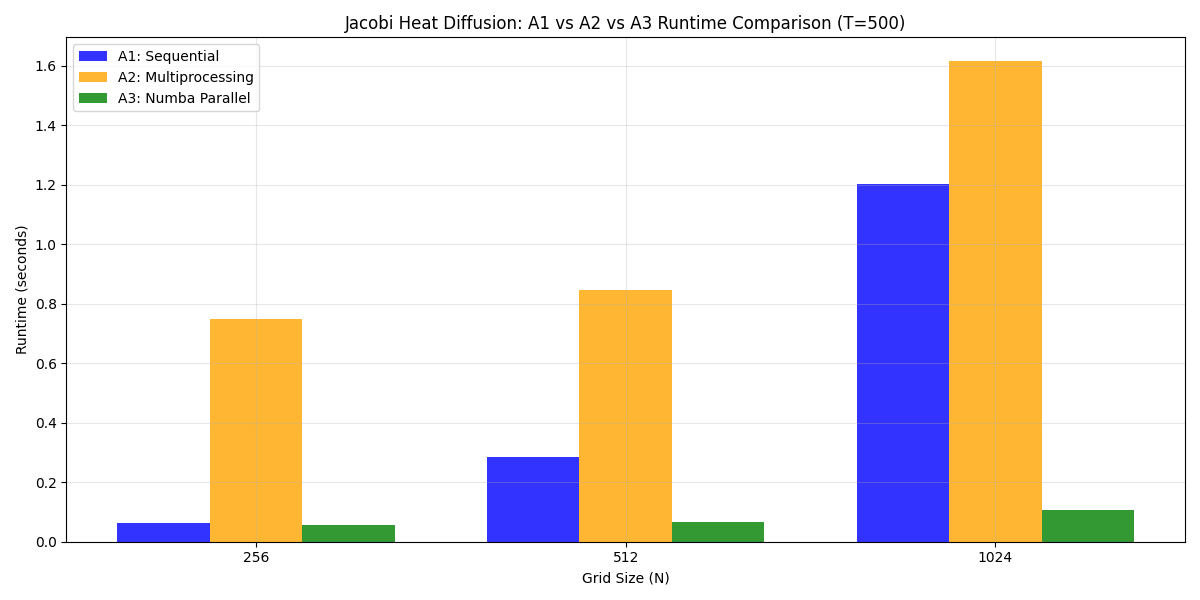 Jacobi Heat Diffusion: A1 vs A2 vs A3 Runtime Comparison (T=500)
A1: Sequential
A2: Multiprocessing
A3: Numba Parallel
Runtime (seconds)
1.6
1.4
1.2
1.0
0.8
0.6
0.4
0.2
0.0
256 512 1024
Grid Size (N)